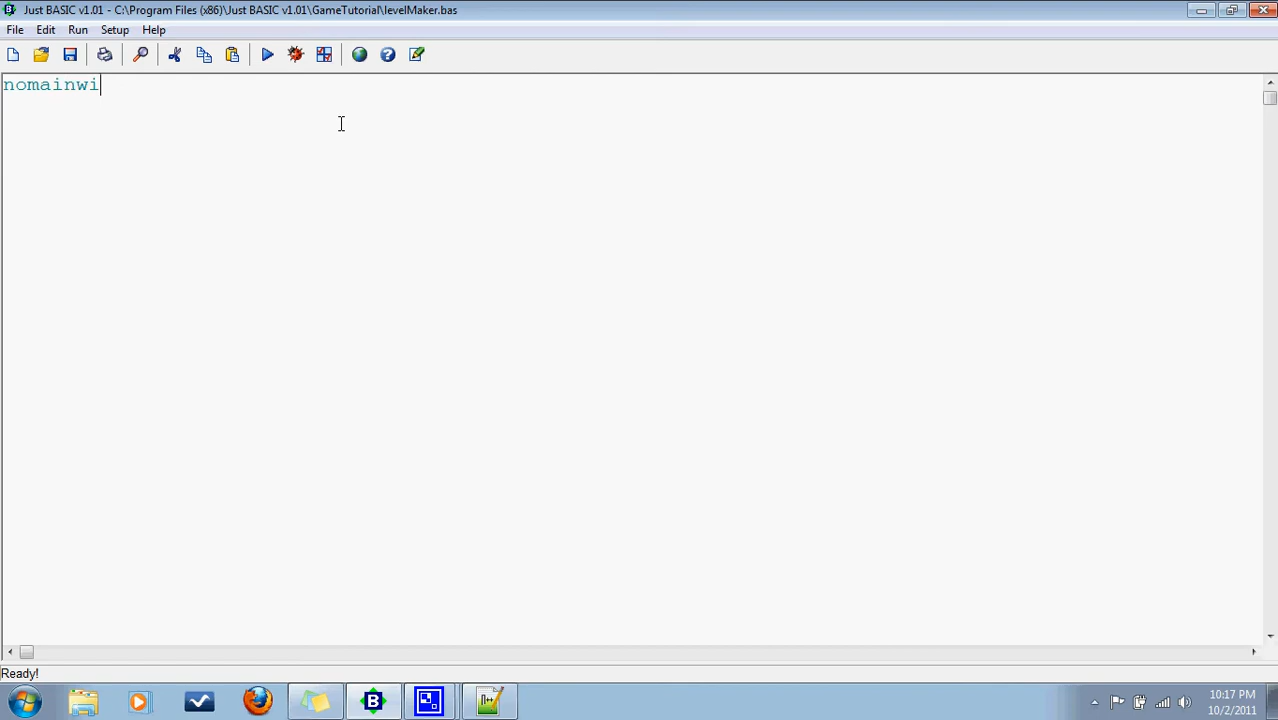 Just BASIC v1.01 - C:\Program Files (x86)\Just BASIC v1.01\GameTutorial\levelMaker.bas
File Edit Run Setup Help
nomainwi
Ready!
10:17 PM
10/2/2011